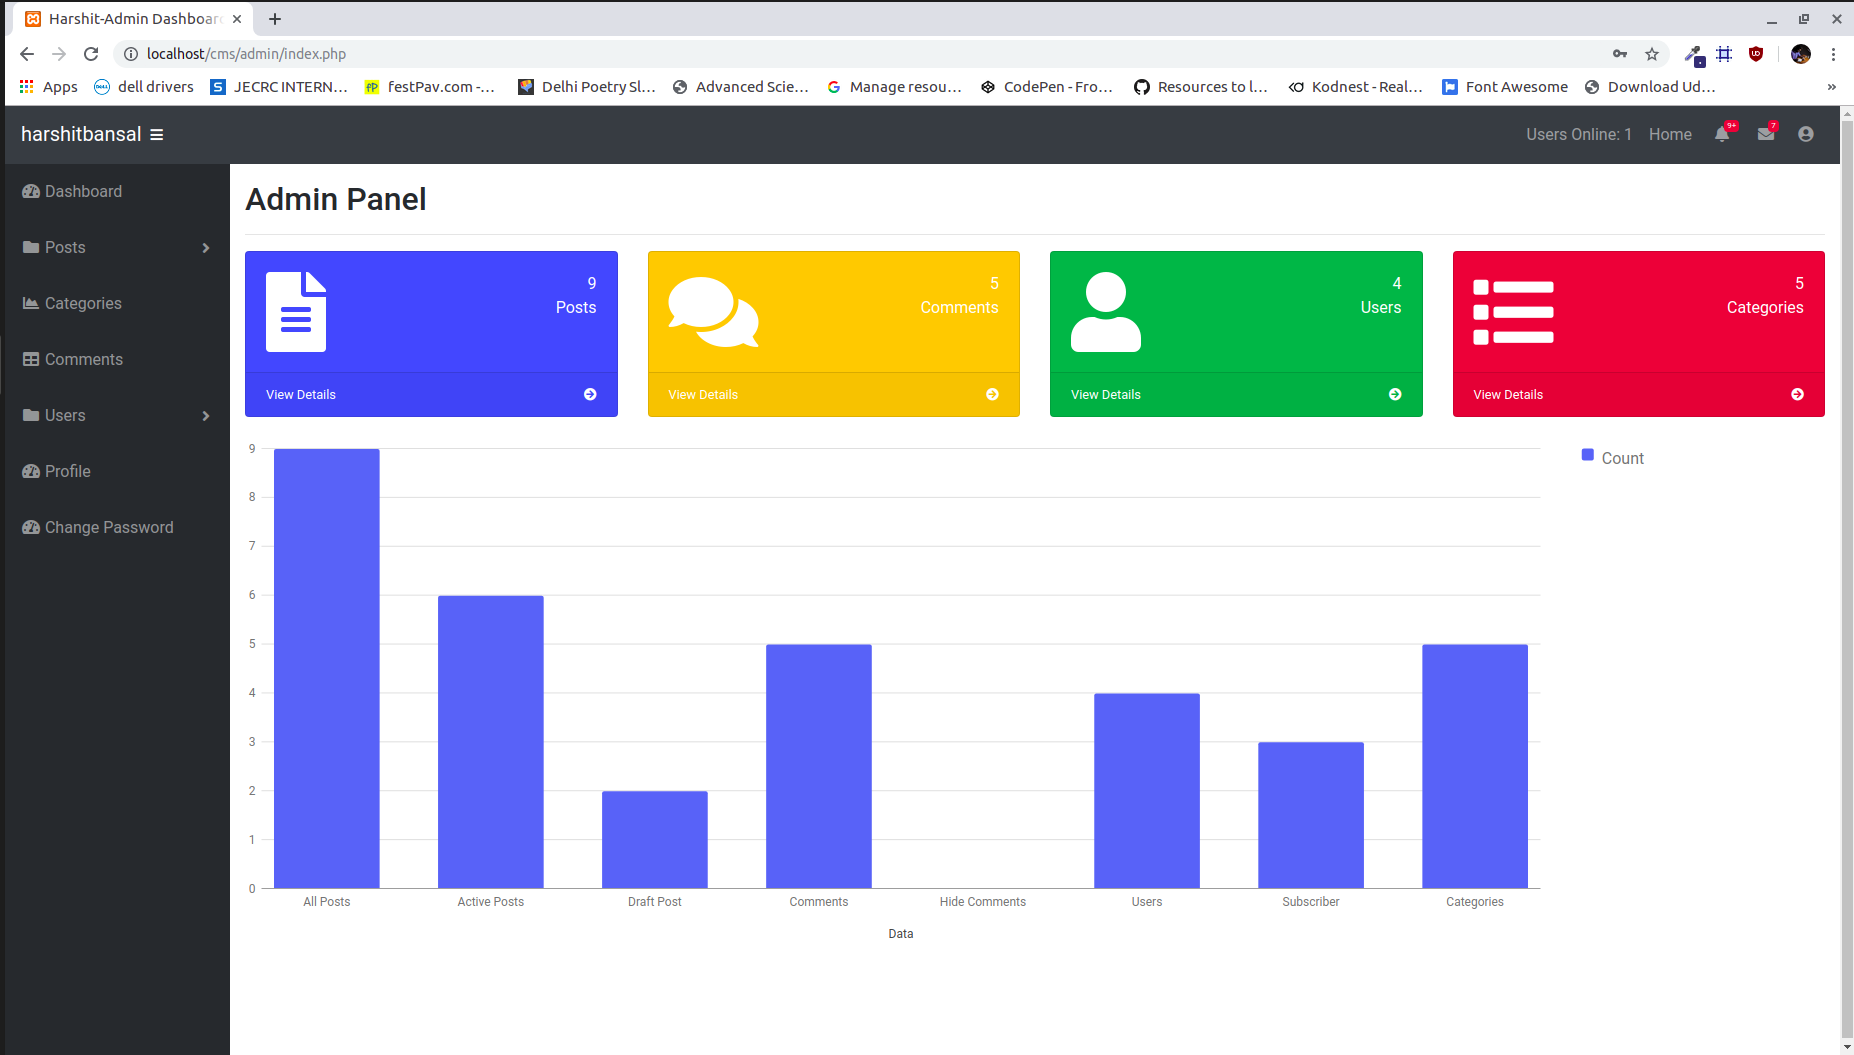 Harshit-Admin Dashboar
localhost/cms/admin/index.php
Apps dell drivers JECRC INTERN... festPav.com -... Delhi Poetry Sl... Advanced Scie... Manage resou... CodePen - Fro... Resources to l... Kodnest - Real... Font Awesome Download Ud... »
harshitbansal Users Online: 1 Home 9+ 7
Dashboard
Posts
Categories
Comments
Users
Profile
Change Password
Admin Panel
9
Posts
View Details
5
Comments
View Details
4
Users
View Details
5
Categories
View Details
9
8
7
6
5
4
3
2
1
0
All Posts Active Posts Draft Post Comments Hide Comments Users Subscriber Categories
Data
Count